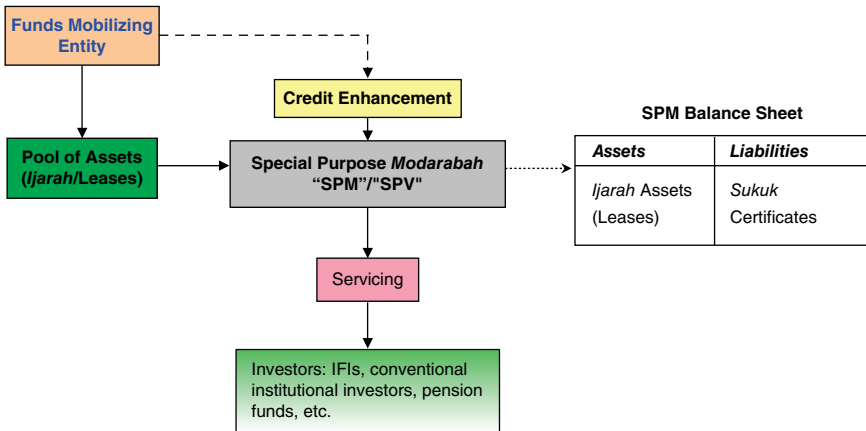 Funds Mobilizing
Entity
Credit Enhancement
SPM Balance Sheet
Pool of Assets
(Ijarah/Leases)
Special Purpose Modarabah
“SPM”/"SPV"
Assets
Liabilities
Ijarah Assets
(Leases)
Sukuk
Certificates
Servicing
Investors: IFIs, conventional
institutional investors, pension
funds, etc.